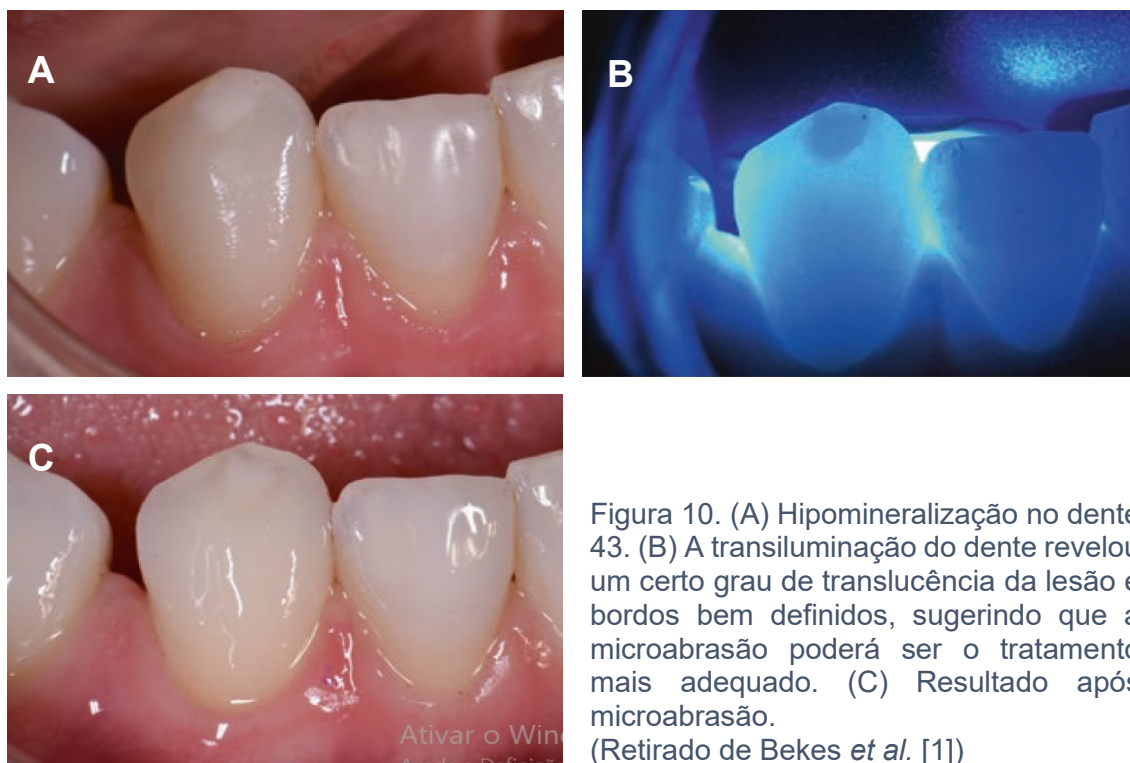 A
B
C
Ativar o Win
Figura 10. (A) Hipomineralização no dente
43. (B) A transiluminação do dente revelou
um certo grau de translucência da lesão e
bordos bem definidos, sugerindo que a
microabrasão poderá ser o tratamento
mais adequado. (C) Resultado após
microabrasão.
(Retirado de Bekes et al. [1])